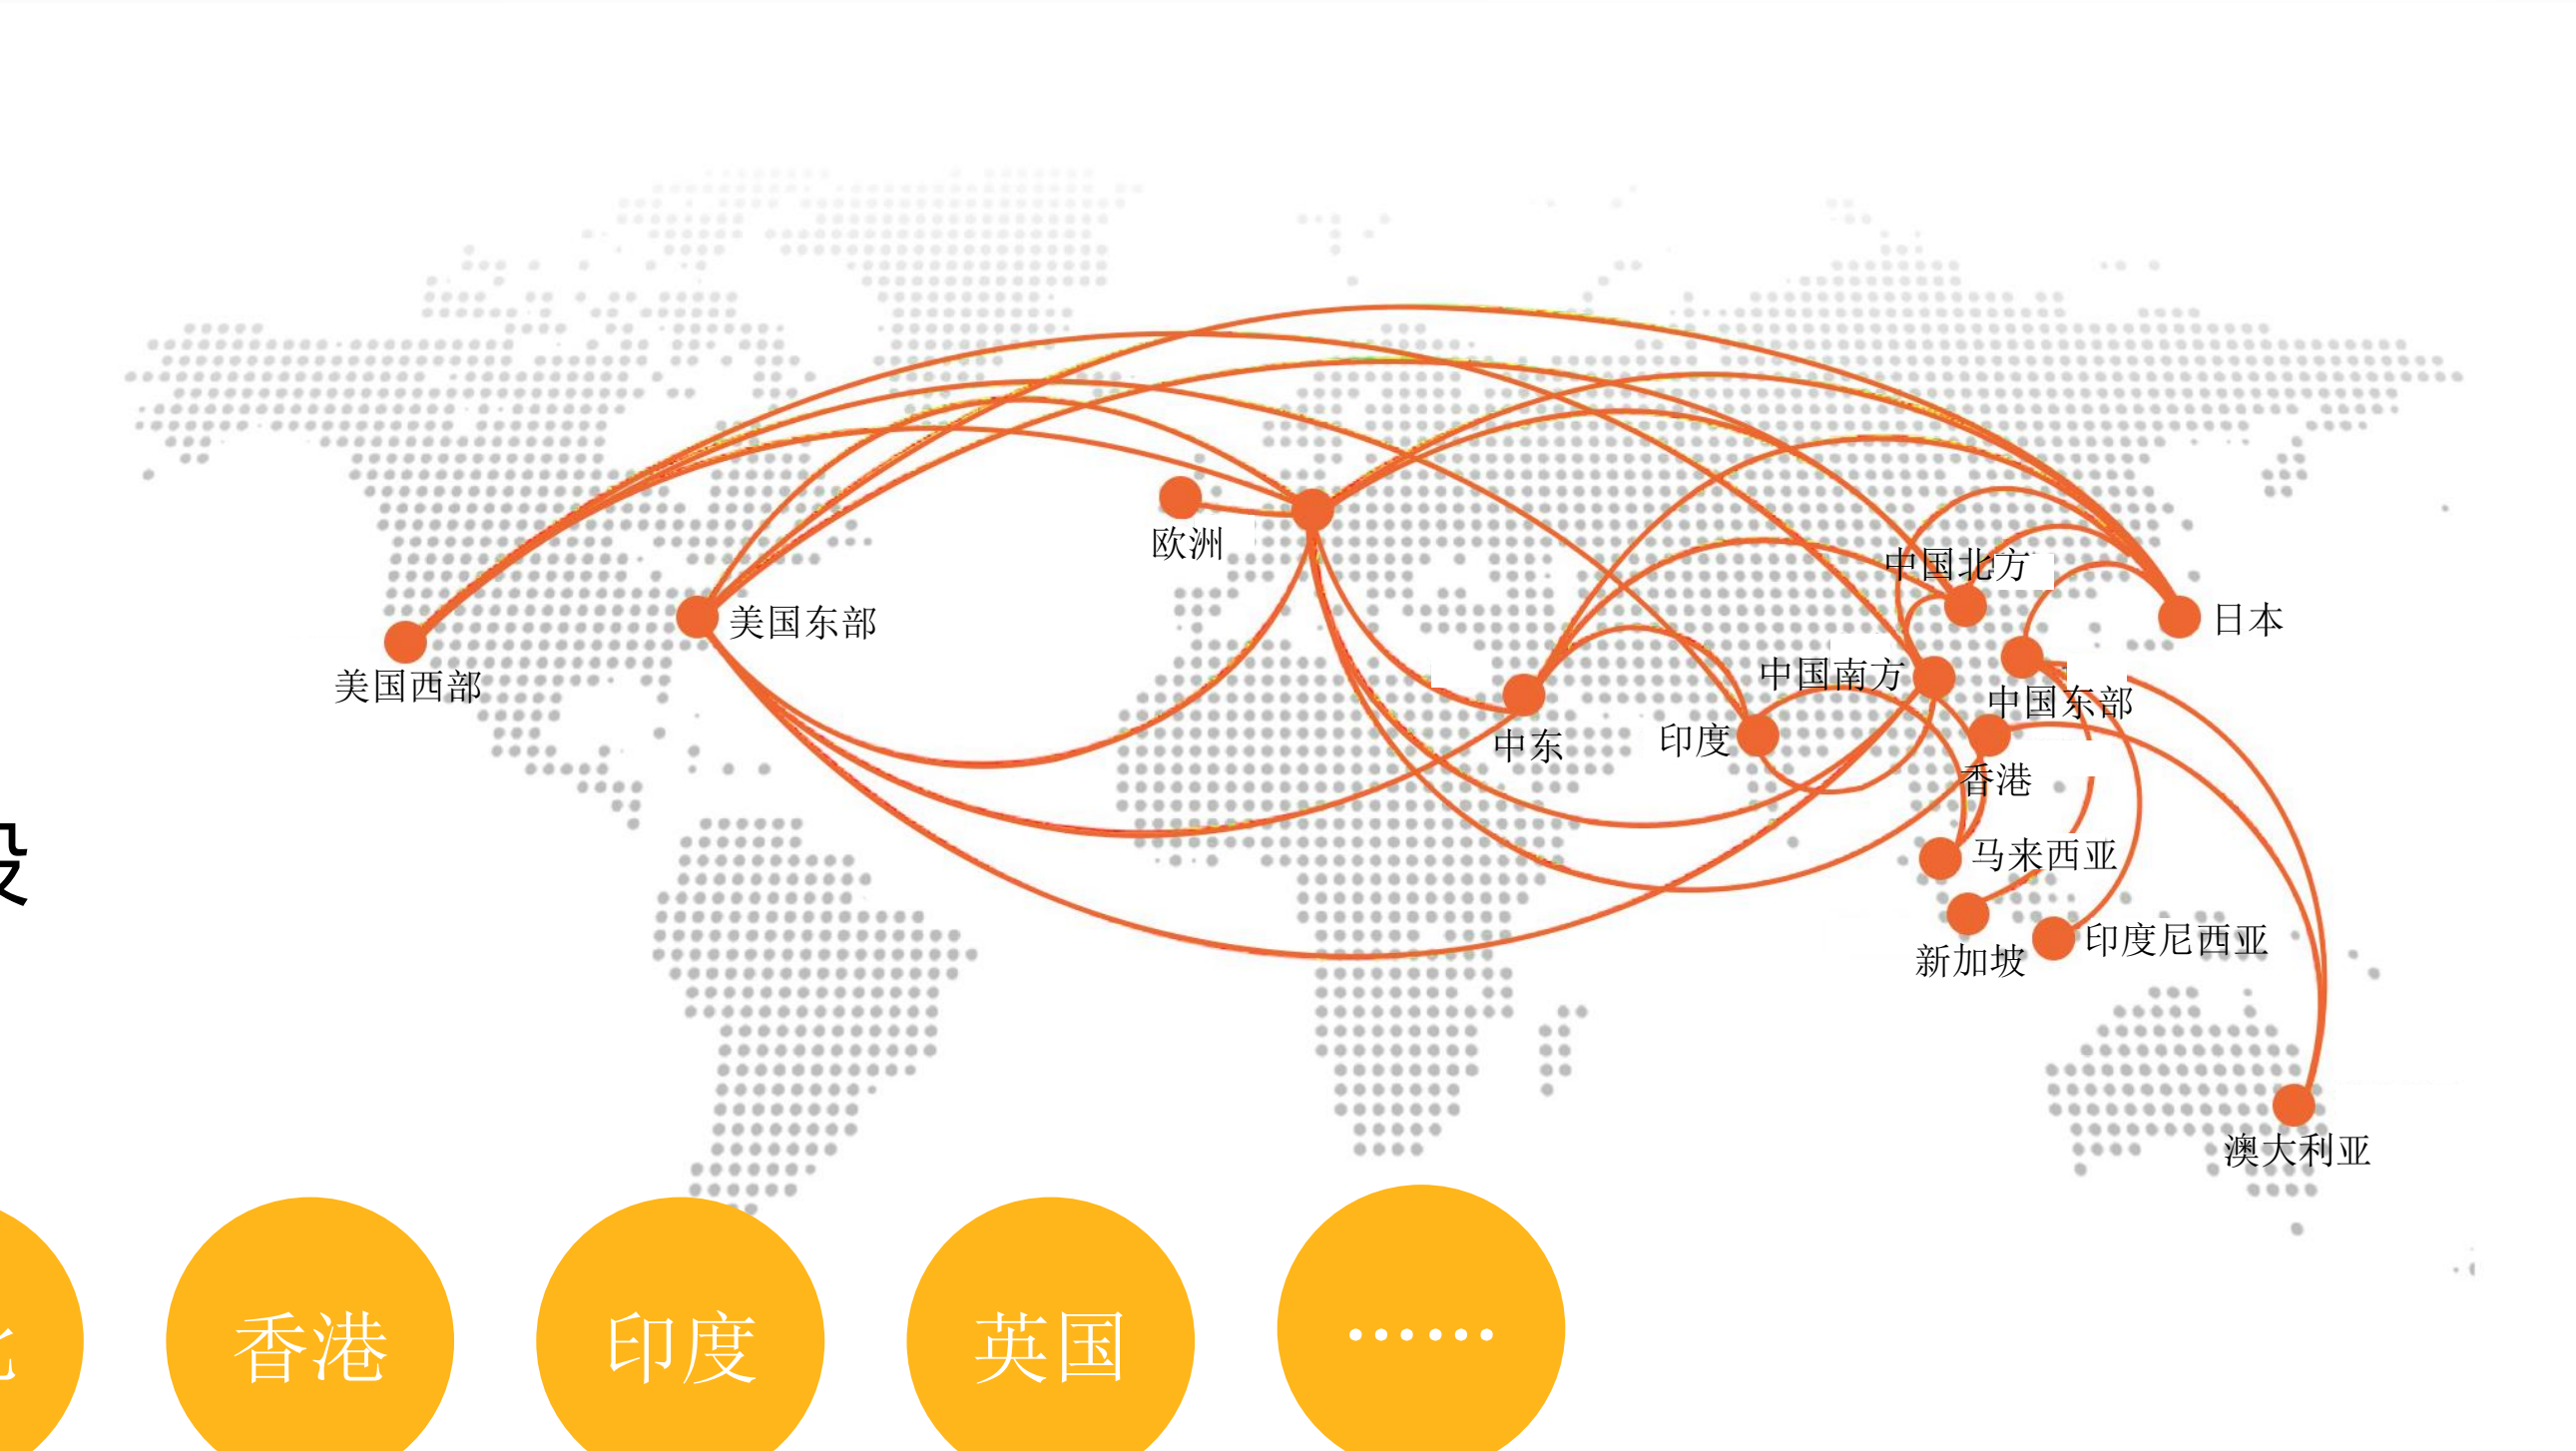 欧洲
中国北方
美国东部
日本
美国西部
中国南方
中国东部
中东
印度
香港
马来西亚
新加坡
印度尼西亚
澳大利亚
香港
印度
英国
······